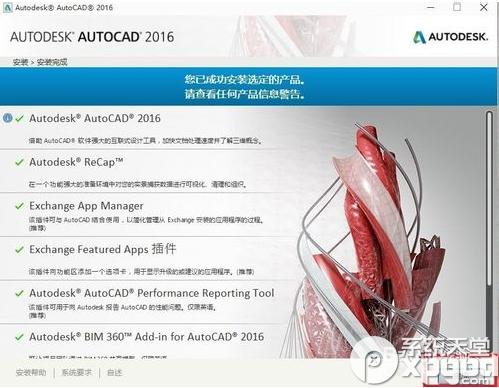 Autodesk® AutoCAD® 2016
AUTODESK® AUTOCAD® 2016
AUTODESK.
安装 > 安装完成
您已成功安装选定的产品。
请查看任何产品信息警告。
Autodesk® AutoCAD® 2016
借助 AutoCAD® 软件强大的互联式设计工具，加快文档处理速度并了解三维概念。
Autodesk® ReCap™
在一个功能强大的准备环境中对您的实景捕获数据进行可视化、清理和组织。
Exchange App Manager
该插件可与 AutoCAD 结合使用，以简化管理从 Exchange 安装的应用程序的过程。
(推荐)
Exchange Featured Apps 插件
该插件向功能区添加一个选项卡，用于显示升级的或建议的应用程序。
(推荐)
Autodesk® AutoCAD® Performance Reporting Tool
该插件可用于向 Autodesk 报告 AutoCAD 的性能问题。仅限英语。
(推荐)
Autodesk® BIM 360™ Add-in for AutoCAD® 2016
安装帮助 | 系统要求 | 自述
系统天堂